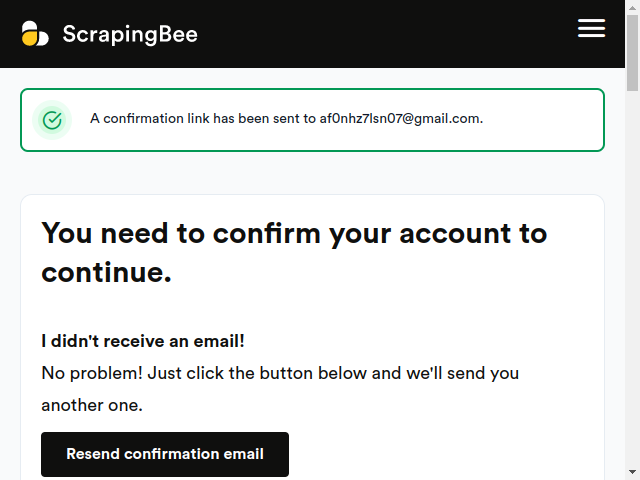 ScrapingBee
A confirmation link has been sent to af0nhz7lsn07@gmail.com.
You need to confirm your account to
continue.
I didn't receive an email!
No problem! Just click the button below and we'll send you
another one.
Resend confirmation email